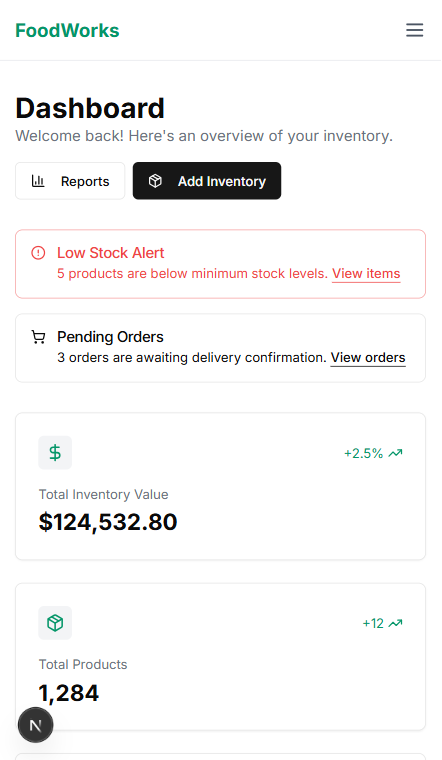 FoodWorks
Dashboard
Welcome back! Here's an overview of your inventory.
Reports
Add Inventory
Low Stock Alert
5 products are below minimum stock levels. View items
Pending Orders
3 orders are awaiting delivery confirmation. View orders
+2.5%
Total Inventory Value
$124,532.80
+12
Total Products
1,284
N